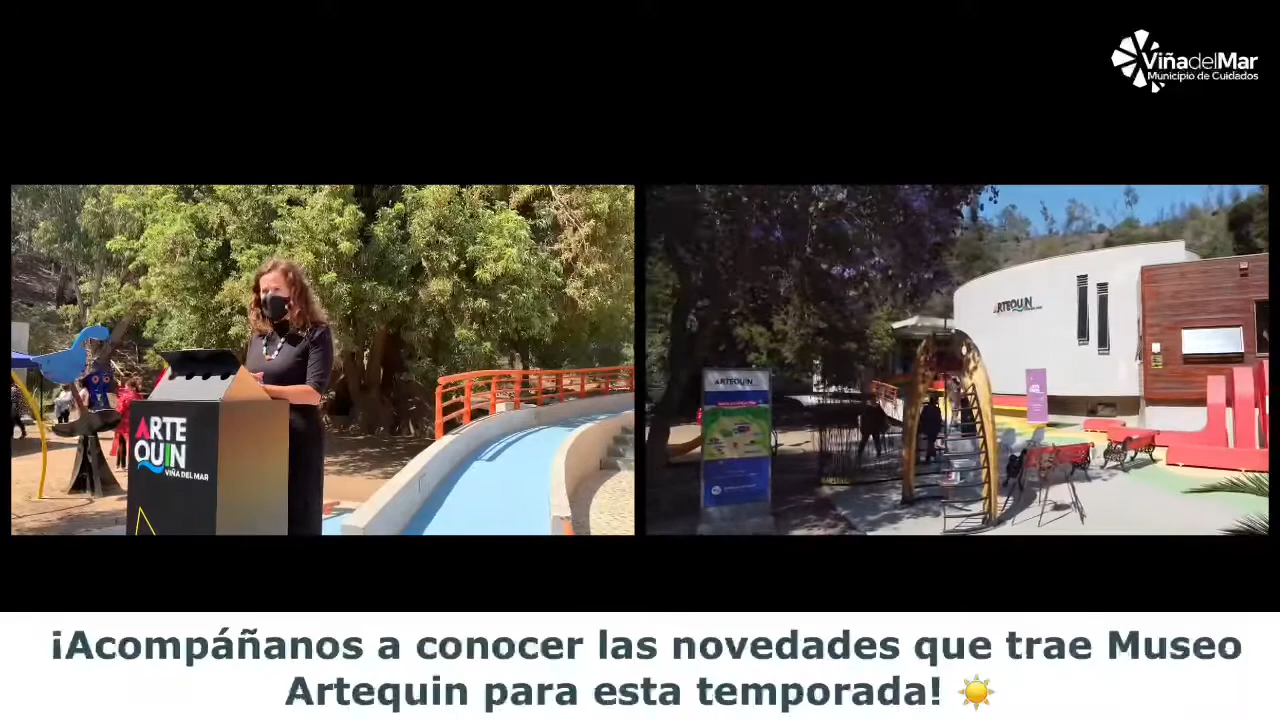 ViñadelMar
Municipio de Cuidados
ARTE
QUIN
VIÑA DEL MAR
ARTEQUIN
ARTEQUIN
¡Acompáñanos a conocer las novedades que trae Museo
Artequin para esta temporada! ☀️